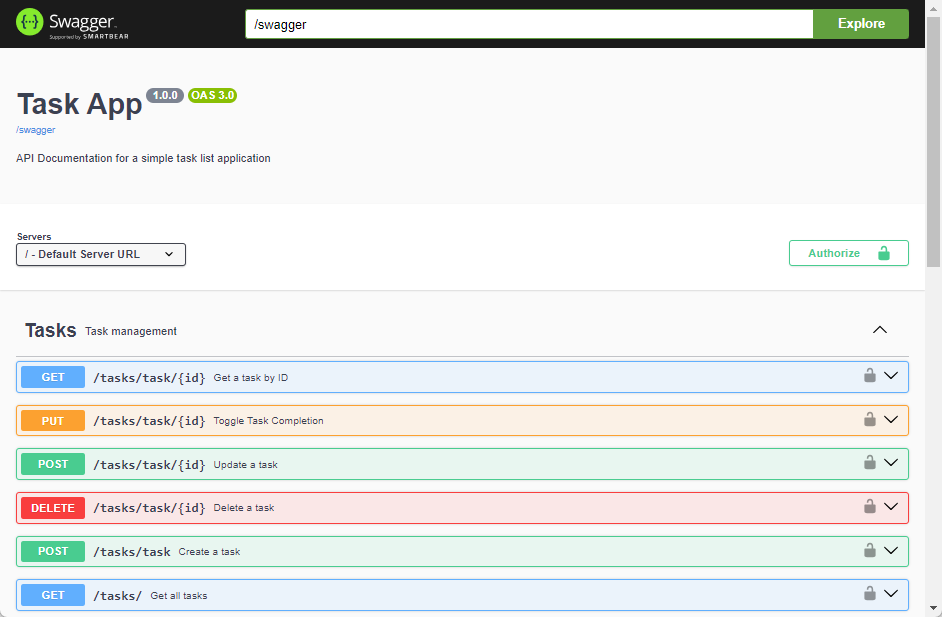 Swagger
Supported by SMARTBEAR
/swagger
Explore
Task App 1.0.0 OAS 3.0
/swagger
API Documentation for a simple task list application
Servers
/ - Default Server URL
Authorize
Tasks Task management
GET /tasks/task/{id} Get a task by ID
PUT /tasks/task/{id} Toggle Task Completion
POST /tasks/task/{id} Update a task
DELETE /tasks/task/{id} Delete a task
POST /tasks/task Create a task
GET /tasks/ Get all tasks